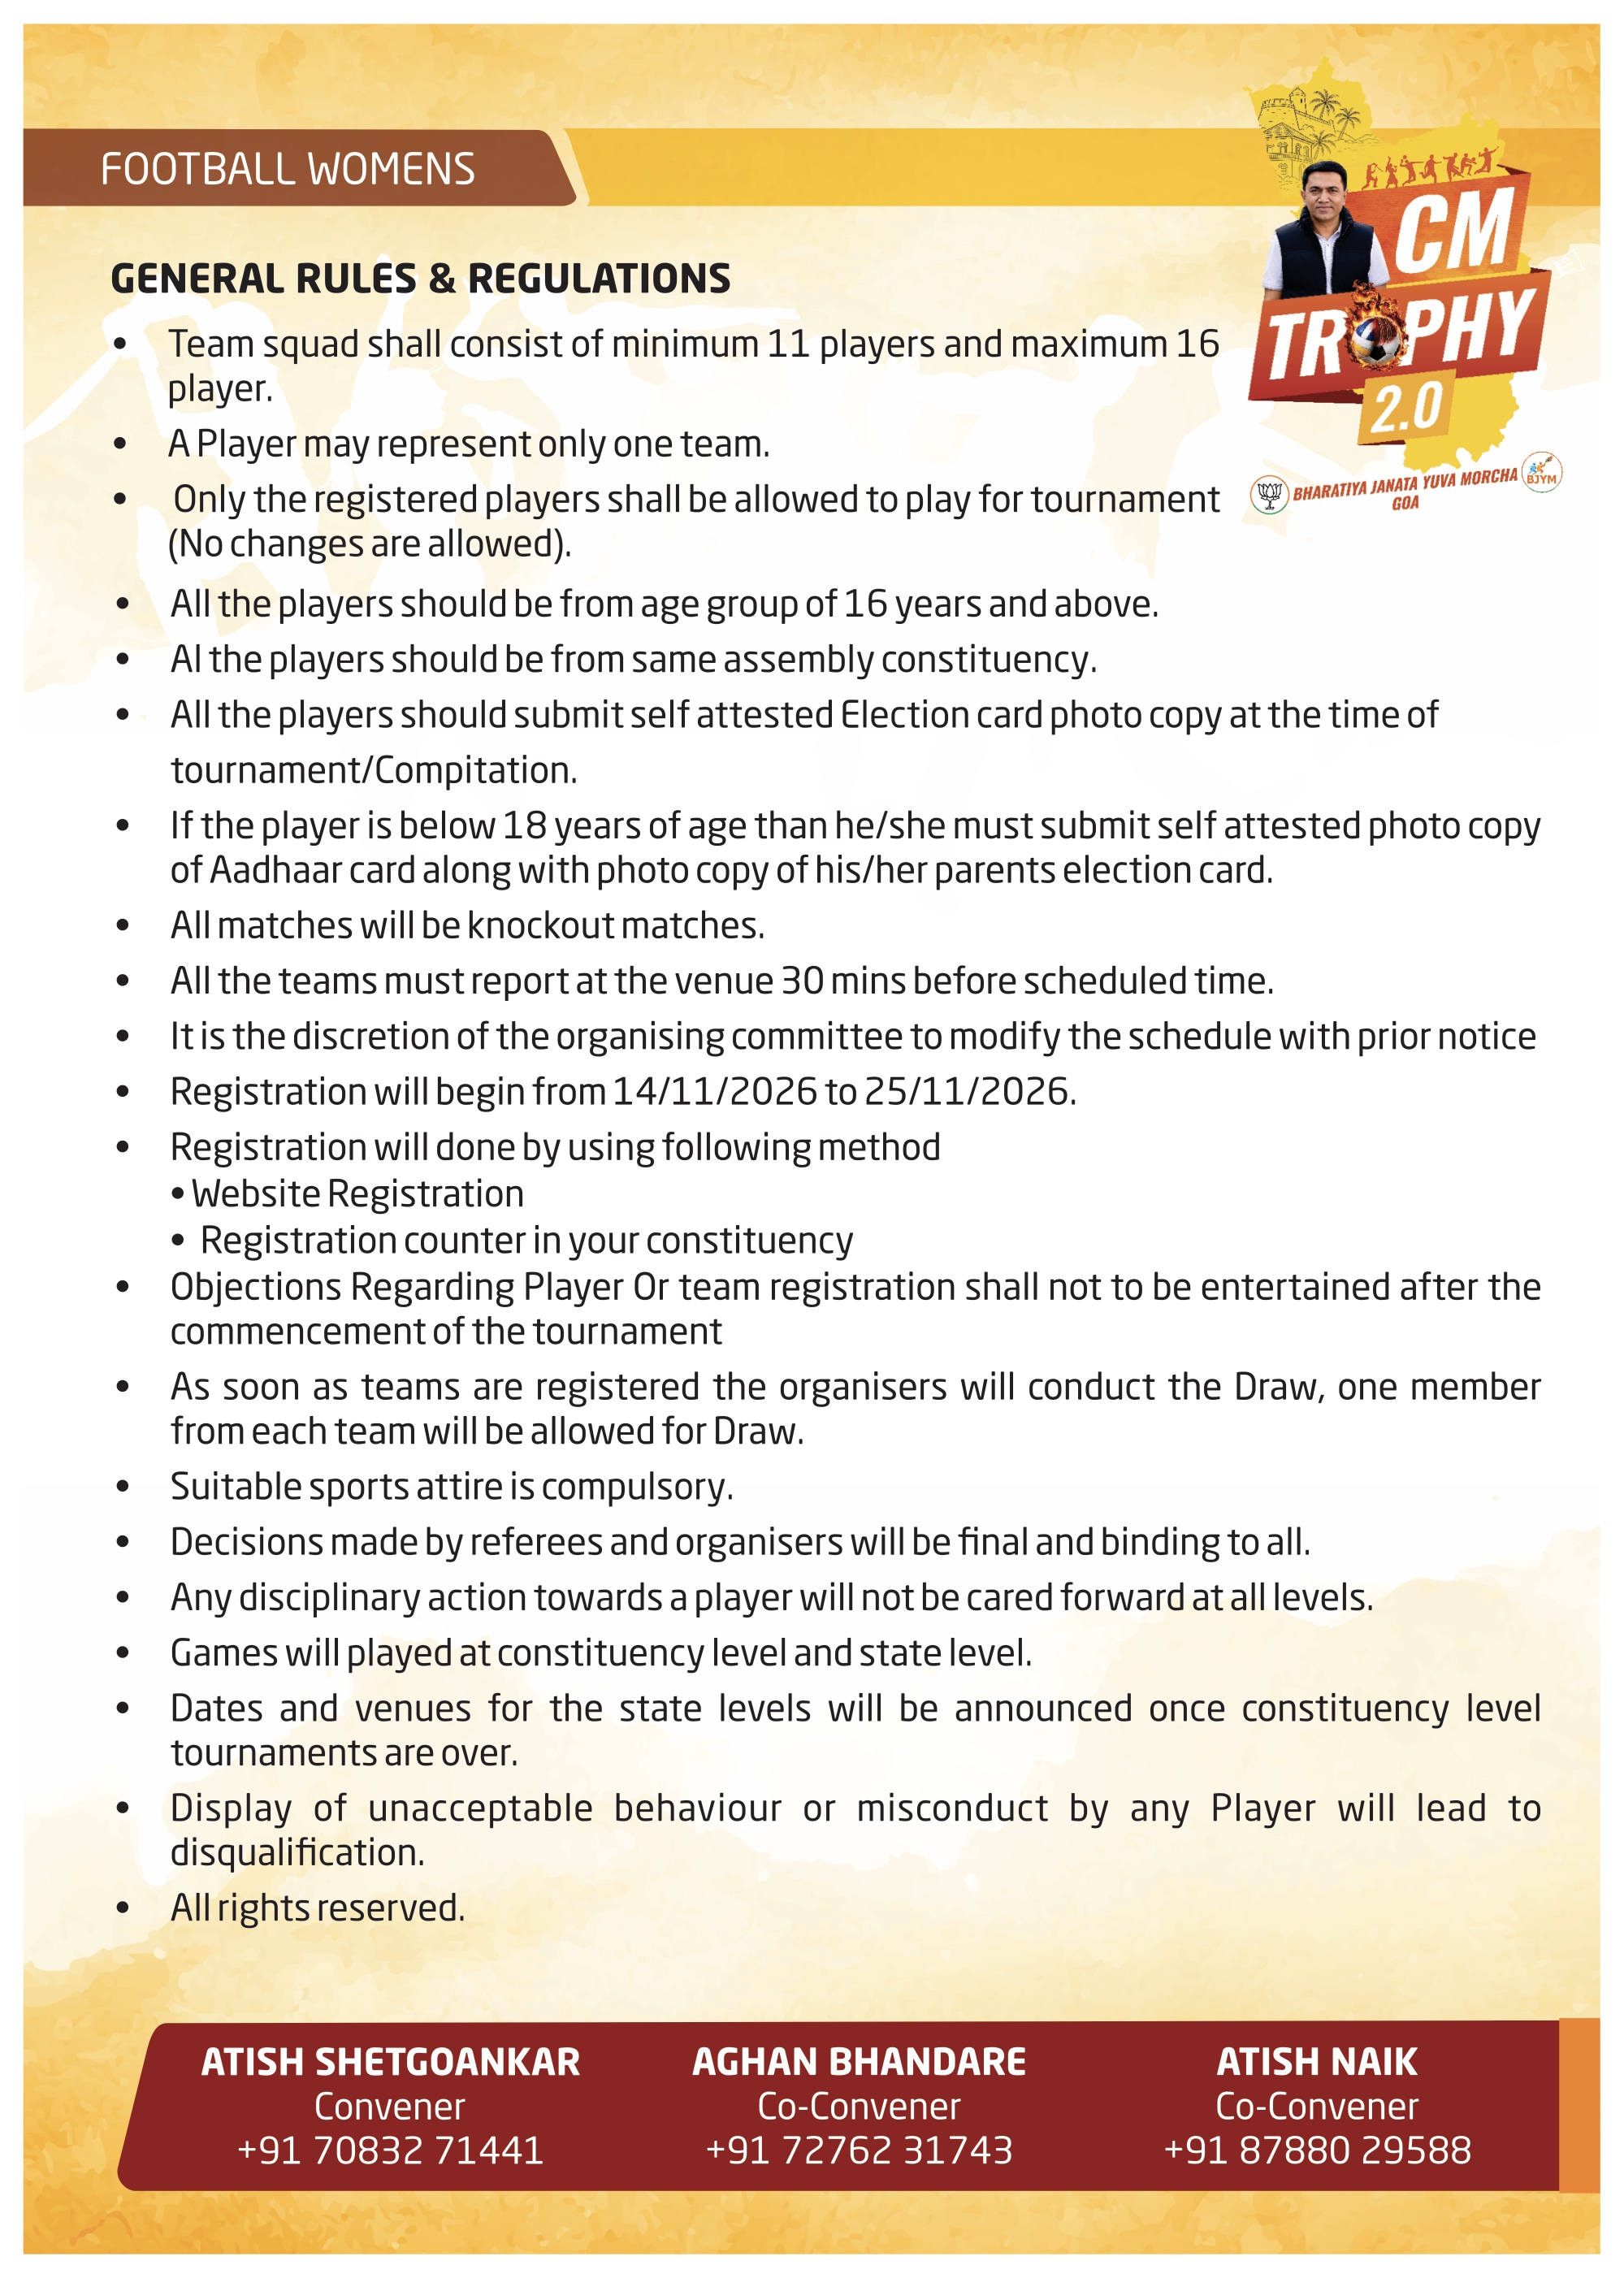 FOOTBALL WOMENS
CM
TROPHY
2.0
BHARATIYA JANATA YUVA MORCHA
GOA
BJYM
GENERAL RULES & REGULATIONS
• Team squad shall consist of minimum 11 players and maximum 16
player.
• A Player may represent only one team.
• Only the registered players shall be allowed to play for tournament
(No changes are allowed).
• All the players should be from age group of 16 years and above.
• Al the players should be from same assembly constituency.
• All the players should submit self attested Election card photo copy at the time of
tournament/Compitation.
• If the player is below 18 years of age than he/she must submit self attested photo copy
of Aadhaar card along with photo copy of his/her parents election card.
• All matches will be knockout matches.
• All the teams must report at the venue 30 mins before scheduled time.
• It is the discretion of the organising committee to modify the schedule with prior notice
• Registration will begin from 14/11/2026 to 25/11/2026.
• Registration will done by using following method
• Website Registration
• Registration counter in your constituency
• Objections Regarding Player Or team registration shall not to be entertained after the
commencement of the tournament
• As soon as teams are registered the organisers will conduct the Draw, one member
from each team will be allowed for Draw.
• Suitable sports attire is compulsory.
• Decisions made by referees and organisers will be final and binding to all.
• Any disciplinary action towards a player will not be cared forward at all levels.
• Games will played at constituency level and state level.
• Dates and venues for the state levels will be announced once constituency level
tournaments are over.
• Display of unacceptable behaviour or misconduct by any Player will lead to
disqualification.
• All rights reserved.
ATISH SHETGOANKAR
Convener
+91 70832 71441
AGHAN BHANDARE
Co-Convener
+91 72762 31743
ATISH NAIK
Co-Convener
+91 87880 29588